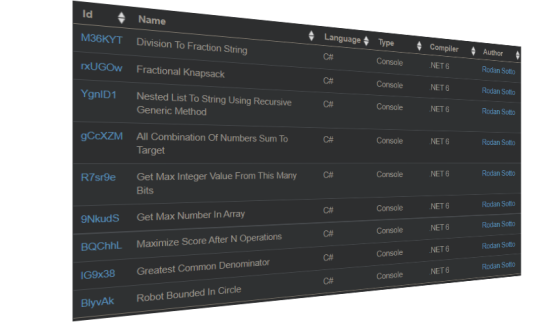 Id Name Language Type Compiler Author
M36KYT Division To Fraction String C# Console .NET 6 Rodan Sotto
rxUGOw Fractional Knapsack C# Console .NET 6 Rodan Sotto
YgnID1 Nested List To String Using Recursive C# Console .NET 6 Rodan Sotto
Generic Method
gCcXZM All Combination Of Numbers Sum To C# Console .NET 6 Rodan Sotto
Target
R7sr9e Get Max Integer Value From This Many C# Console .NET 6 Rodan Sotto
Bits
9NkudS Get Max Number In Array C# Console .NET 6 Rodan Sotto
BQChhL Maximize Score After N Operations C# Console .NET 6 Rodan Sotto
IG9x38 Greatest Common Denominator C# Console .NET 6 Rodan Sotto
BlyvAk Robot Bounded In Circle C# Console .NET 6 Rodan Sotto